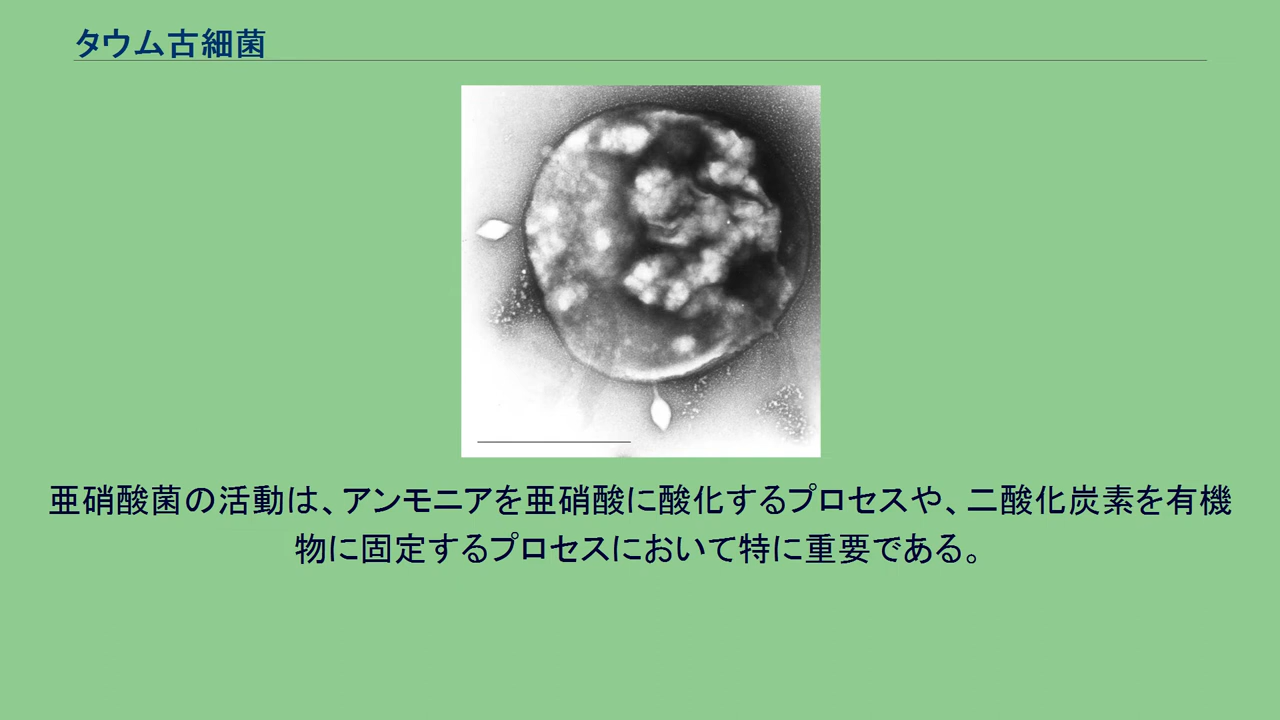 タウム古細菌
亜硝酸菌の活動は、アンモニアを亜硝酸に酸化するプロセスや、二酸化炭素を有機
物に固定するプロセスにおいて特に重要である。